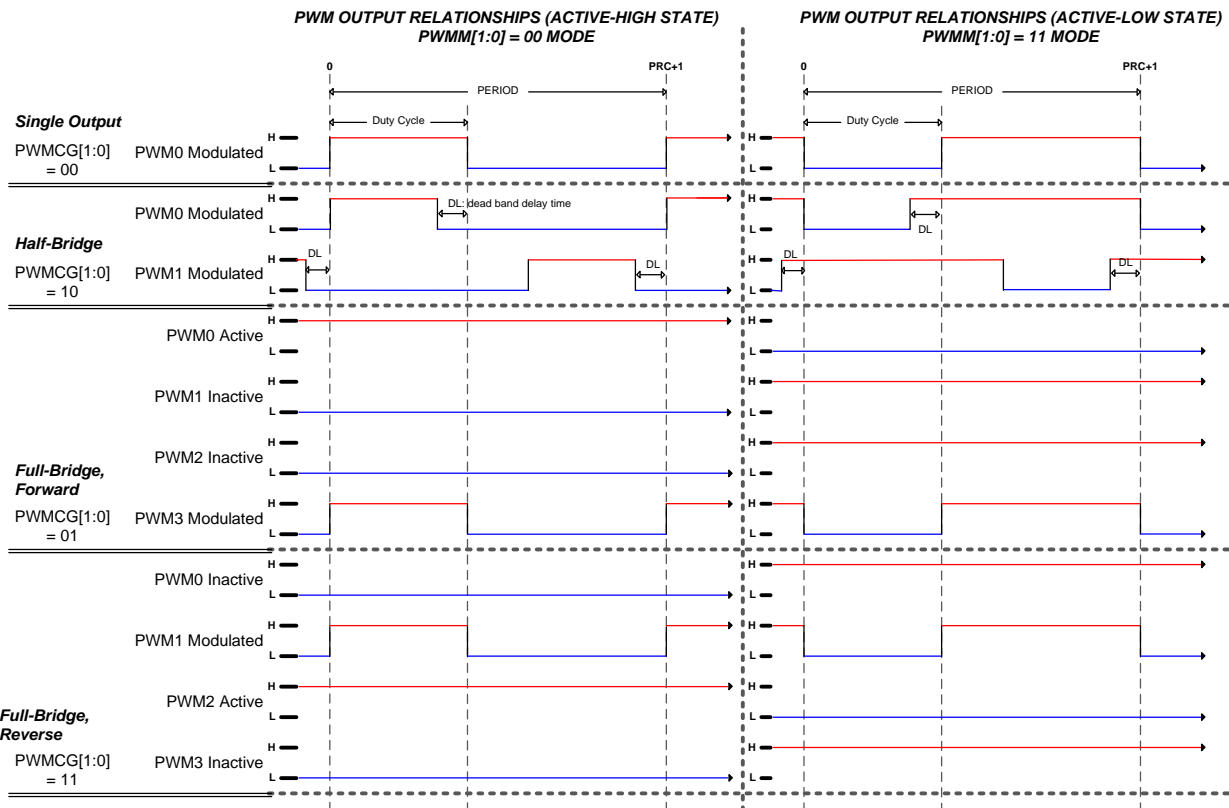 PWM OUTPUT RELATIONSHIPS (ACTIVE-HIGH STATE)
PWMM[1:0] = 00 MODE
PWM OUTPUT RELATIONSHIPS (ACTIVE-LOW STATE)
PWMM[1:0] = 11 MODE
0
PRC+1
0
PRC+1
PERIOD
PERIOD
Single Output
PWMCG[1:0]
= 00
PWM0 Modulated
H
L
Duty Cycle
H
L
Duty Cycle
Half-Bridge
PWMCG[1:0]
= 10
PWM0 Modulated
H
L
DL: dead band delay time
H
L
DL
PWM1 Modulated
H
L
DL
DL
H
L
DL
DL
Full-Bridge,
Forward
PWMCG[1:0]
= 01
PWM0 Active
H
L
H
L
PWM1 Inactive
H
L
H
L
PWM2 Inactive
H
L
H
L
PWM3 Modulated
H
L
H
L
Full-Bridge,
Reverse
PWMCG[1:0]
= 11
PWM0 Inactive
H
L
H
L
PWM1 Modulated
H
L
H
L
PWM2 Active
H
L
H
L
PWM3 Inactive
H
L
H
L